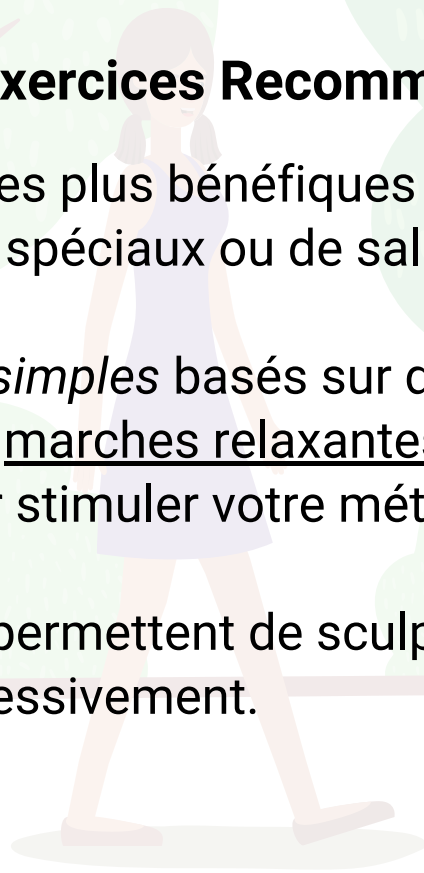 xercices Recomm
es plus bénéfiques
spéciaux ou de sal
simples basés sur d
marches relaxantes
r stimuler votre mét
permettent de sculp
essivement.